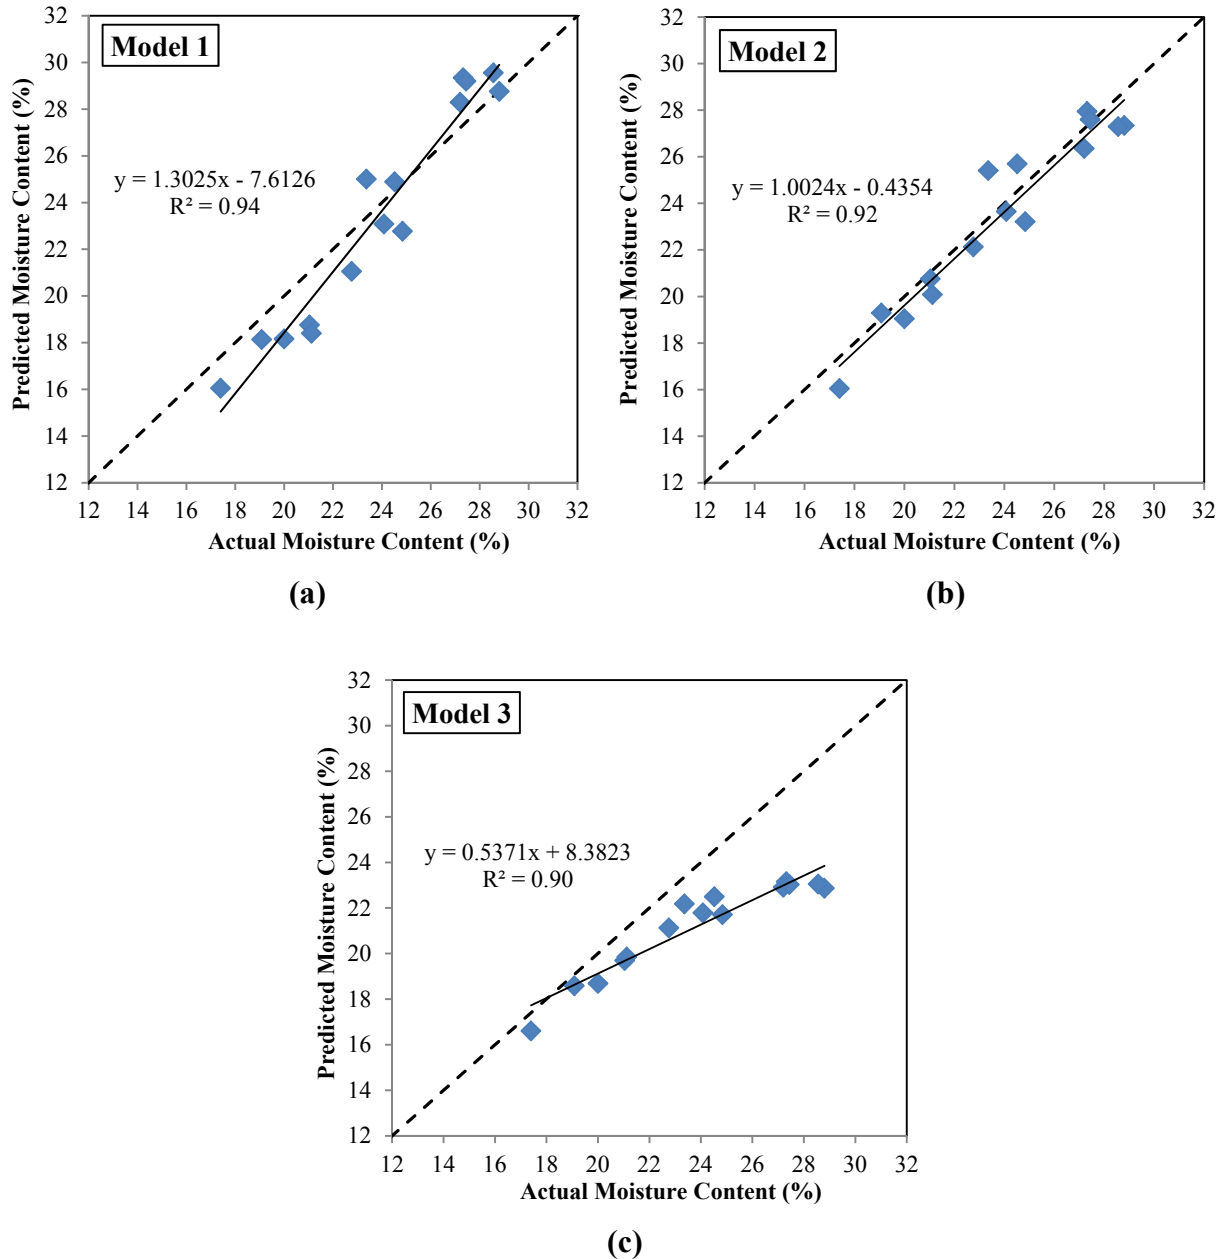 Model 1
Predicted Moisture Content (%)
32
30
28
26
24
22
20
18
16
14
12
y = 1.3025x - 7.6126
R² = 0.94
12 14 16 18 20 22 24 26 28 30 32
Actual Moisture Content (%)
(a)
Model 2
Predicted Moisture Content (%)
32
30
28
26
24
22
20
18
16
14
12
y = 1.0024x - 0.4354
R² = 0.92
12 14 16 18 20 22 24 26 28 30 32
Actual Moisture Content (%)
(b)
Model 3
Predicted Moisture Content (%)
32
30
28
26
24
22
20
18
16
14
12
y = 0.5371x + 8.3823
R² = 0.90
12 14 16 18 20 22 24 26 28 30 32
Actual Moisture Content (%)
(c)